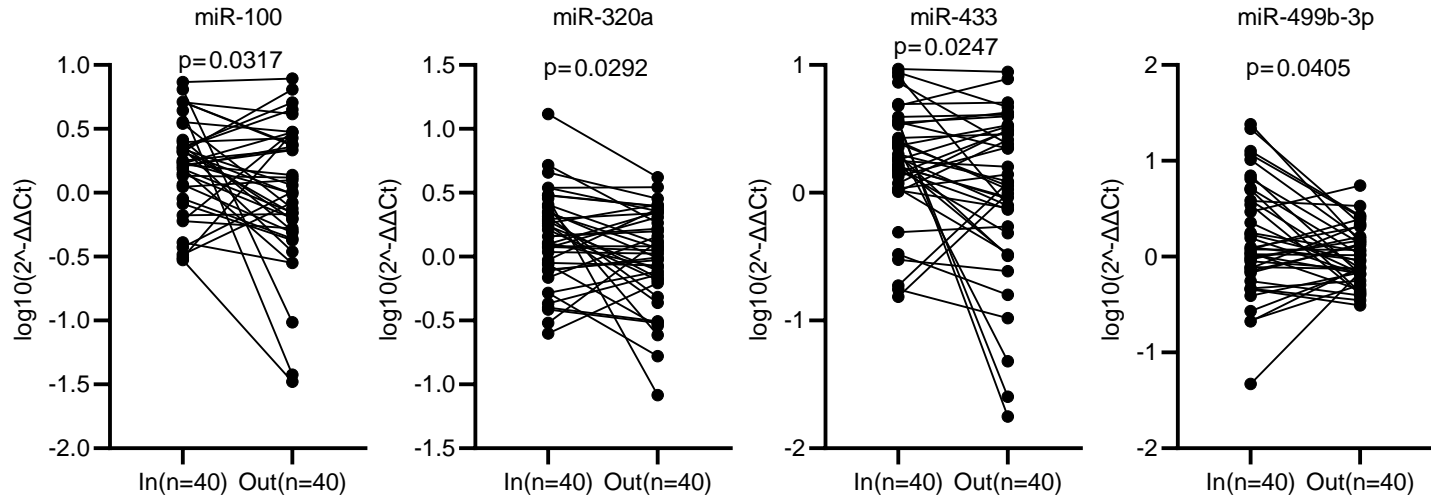 miR-100
p=0.0317
log10(2^-ΔΔCt)
1.0
0.5
0.0
-0.5
-1.0
-1.5
-2.0
In(n=40) Out(n=40)
miR-320a
p=0.0292
log10(2^-ΔΔCt)
1.5
1.0
0.5
0.0
-0.5
-1.0
-1.5
In(n=40) Out(n=40)
miR-433
p=0.0247
log10(2^-ΔΔCt)
1
0
-1
-2
In(n=40) Out(n=40)
miR-499b-3p
p=0.0405
log10(2^-ΔΔCt)
2
1
0
-1
-2
In(n=40) Out(n=40)